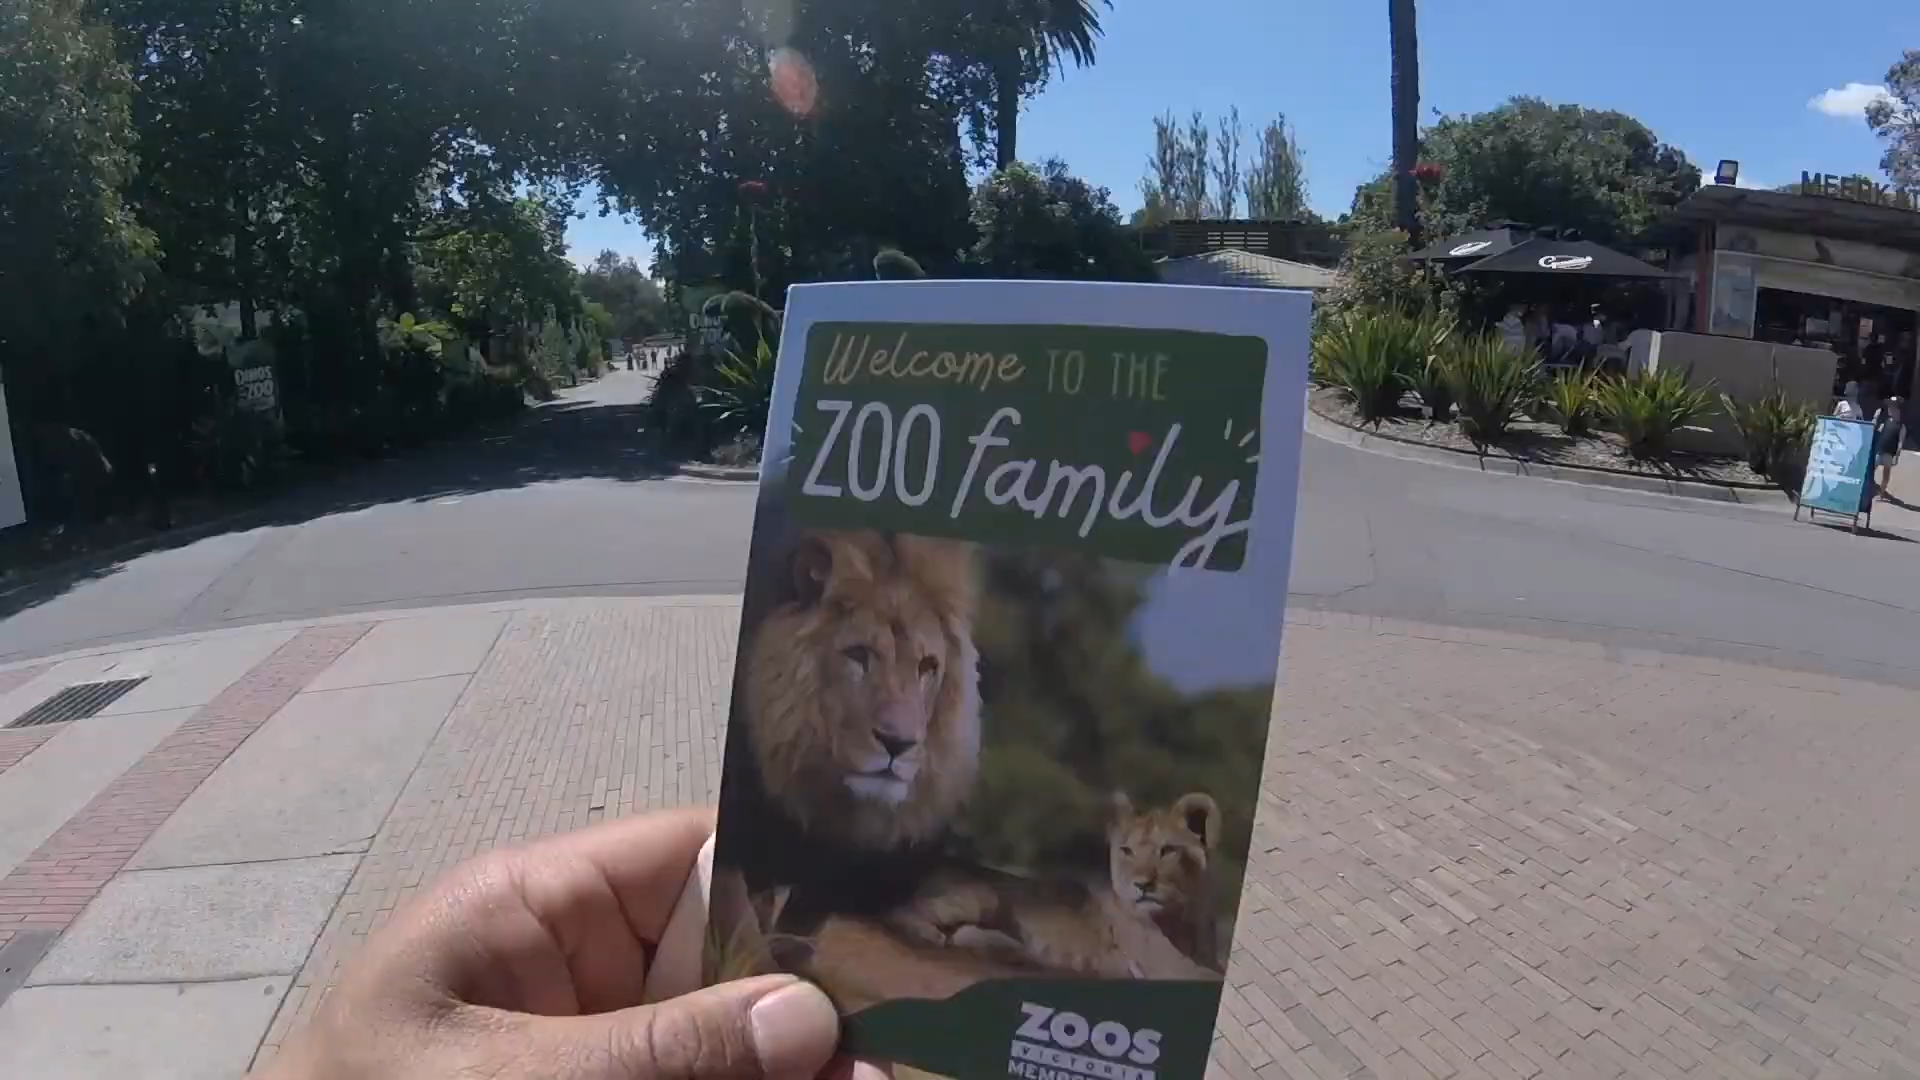 Welcome TO THE
ZOO family
ZOOS
VICTORIA
DINOS
ZOO